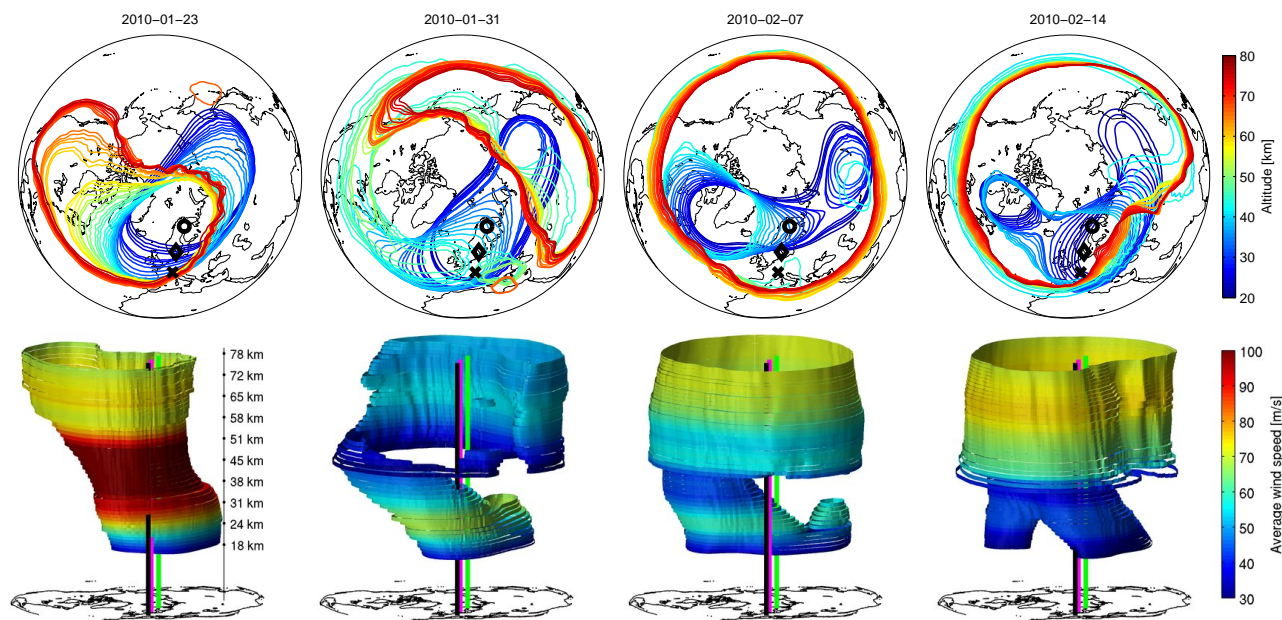 2010−01−23
2010−01−31
2010−02−07
2010−02−14
80
70
60
50
40
30
20
Altitude [km]
78 km
72 km
65 km
58 km
51 km
45 km
38 km
31 km
24 km
18 km
100
90
80
70
60
50
40
30
Average wind speed [m/s]